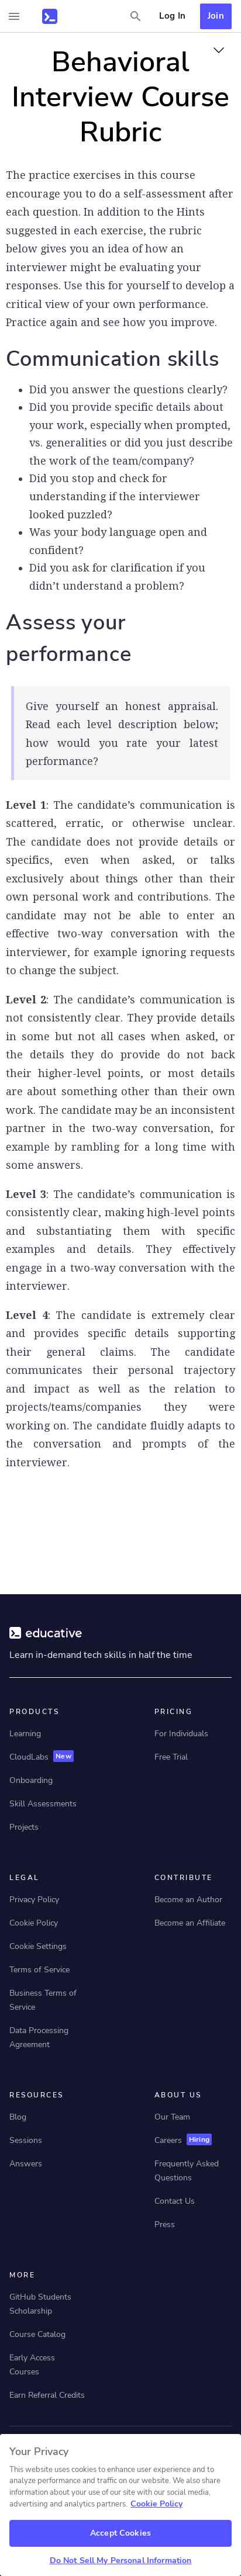 Log In
Join
Behavioral
Interview Course
Rubric
The practice exercises in this course
encourage you to do a self-assessment after
each question. In addition to the Hints
suggested in each exercise, the rubric
below gives you an idea of how an
interviewer might be evaluating your
responses. Use this for yourself to develop a
critical view of your own performance.
Practice again and see how you improve.
Communication skills
• Did you answer the questions clearly?
• Did you provide specific details about
your work, especially when prompted,
vs. generalities or did you just describe
the work of the team/company?
• Did you stop and check for
understanding if the interviewer
looked puzzled?
• Was your body language open and
confident?
• Did you ask for clarification if you
didn’t understand a problem?
Assess your
performance
Give yourself an honest appraisal.
Read each level description below;
how would you rate your latest
performance?
Level 1: The candidate’s communication is
scattered, erratic, or otherwise unclear.
The candidate does not provide details or
specifics, even when asked, or talks
exclusively about things other than their
own personal work and contributions. The
candidate may not be able to enter an
effective two-way conversation with the
interviewer, for example ignoring requests
to change the subject.
Level 2: The candidate’s communication is
not consistently clear. They provide details
in some but not all cases when asked, or
the details they do provide do not back
their higher-level points, or most details
are about something other than their own
work. The candidate may be an inconsistent
partner in the two-way conversation, for
example by rambling for a long time with
some answers.
Level 3: The candidate’s communication is
consistently clear, making high-level points
and substantiating them with specific
examples and details. They effectively
engage in a two-way conversation with the
interviewer.
Level 4: The candidate is extremely clear
and provides specific details supporting
their general claims. The candidate
communicates their personal trajectory
and impact as well as the relation to
projects/teams/companies they were
working on. The candidate fluidly adapts to
the conversation and prompts of the
interviewer.
educative
Learn in-demand tech skills in half the time
PRODUCTS
Learning
CloudLabs New
Onboarding
Skill Assessments
Projects
PRICING
For Individuals
Free Trial
LEGAL
Privacy Policy
Cookie Policy
Cookie Settings
Terms of Service
Business Terms of
Service
Data Processing
Agreement
CONTRIBUTE
Become an Author
Become an Affiliate
RESOURCES
Blog
Sessions
Answers
ABOUT US
Our Team
Careers Hiring
Frequently Asked
Questions
Contact Us
Press
MORE
GitHub Students
Scholarship
Course Catalog
Early Access
Courses
Earn Referral Credits
Your Privacy
This website uses cookies to enhance user experience and to
analyze performance and traffic on our website. We also share
information about your use of our site with our social media,
advertising and analytics partners. Cookie Policy
Accept Cookies
Do Not Sell My Personal Information